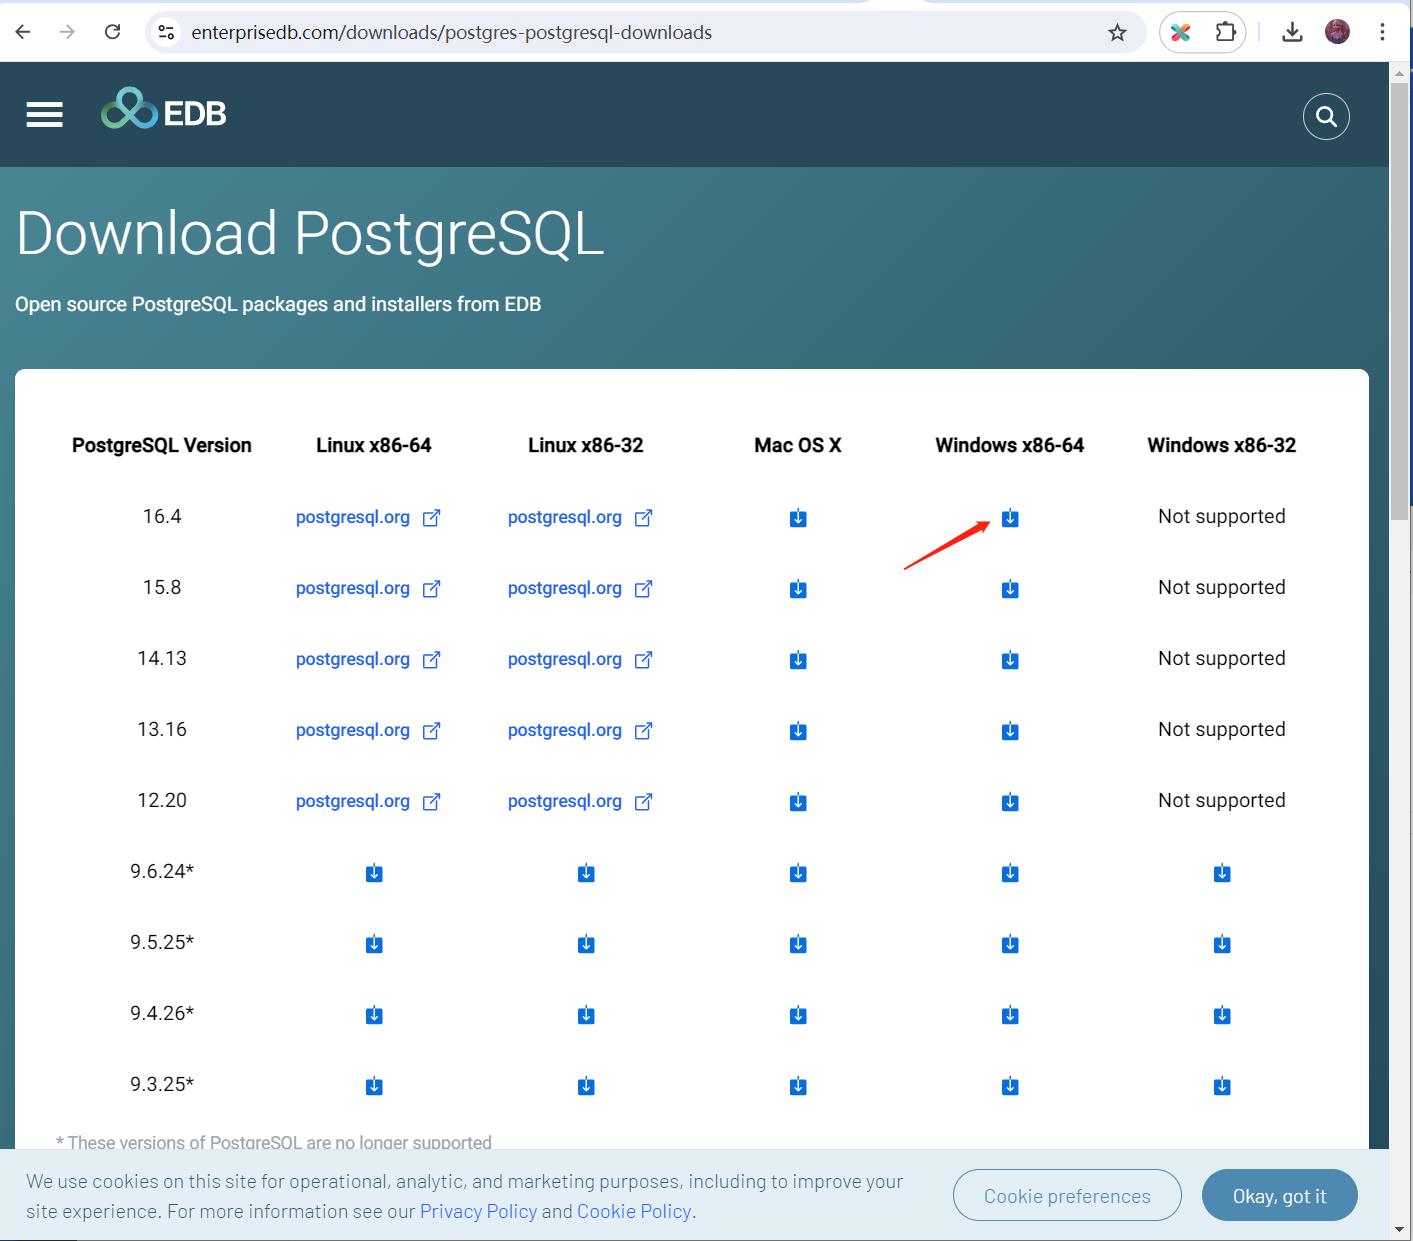 enterprisedb.com/downloads/postgres-postgresql-downloads
EDB
Download PostgreSQL
Open source PostgreSQL packages and installers from EDB
PostgreSQL Version Linux x86-64 Linux x86-32 Mac OS X Windows x86-64 Windows x86-32
16.4 postgresql.org postgresql.org Not supported
15.8 postgresql.org postgresql.org Not supported
14.13 postgresql.org postgresql.org Not supported
13.16 postgresql.org postgresql.org Not supported
12.20 postgresql.org postgresql.org Not supported
9.6.24*
9.5.25*
9.4.26*
9.3.25*
* These versions of PostgreSQL are no longer supported
We use cookies on this site for operational, analytic, and marketing purposes, including to improve your
site experience. For more information see our Privacy Policy and Cookie Policy.
Cookie preferences
Okay, got it